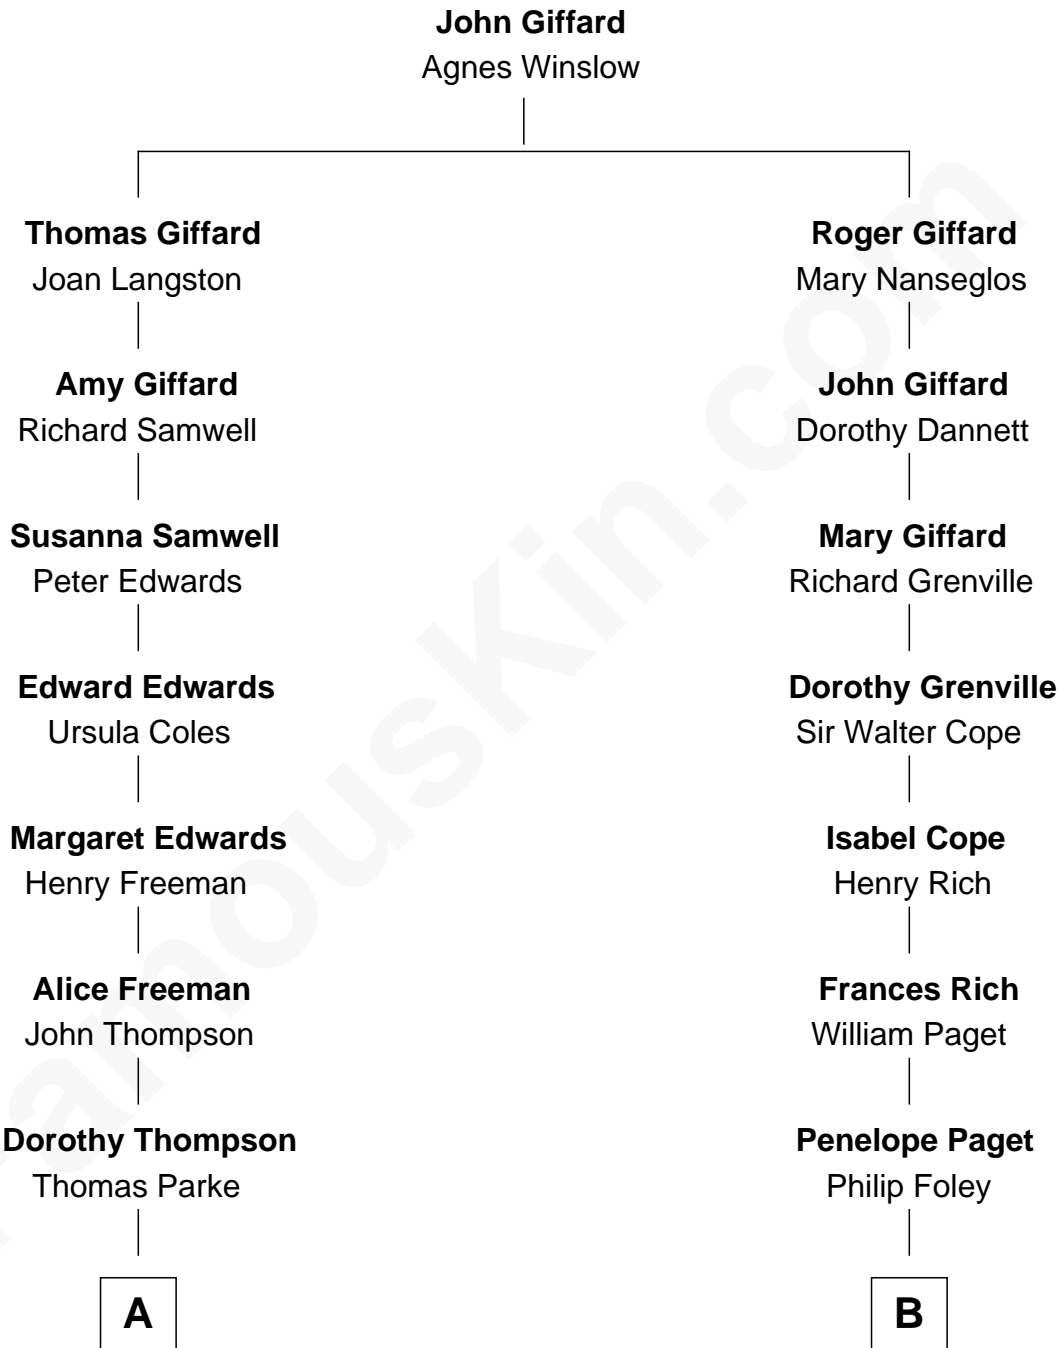 John Giffard
Agnes Winslow
Thomas Giffard
Joan Langston
Roger Giffard
Mary Nanseglos
Amy Giffard
Richard Samwell
John Giffard
Dorothy Dannett
Susanna Samwell
Peter Edwards
Mary Giffard
Richard Grenville
Edward Edwards
Ursula Coles
Dorothy Grenville
Sir Walter Cope
Margaret Edwards
Henry Freeman
Isabel Cope
Henry Rich
Alice Freeman
John Thompson
Frances Rich
William Paget
Dorothy Thompson
Thomas Parke
Penelope Paget
Philip Foley
A
B
FamousKin.com